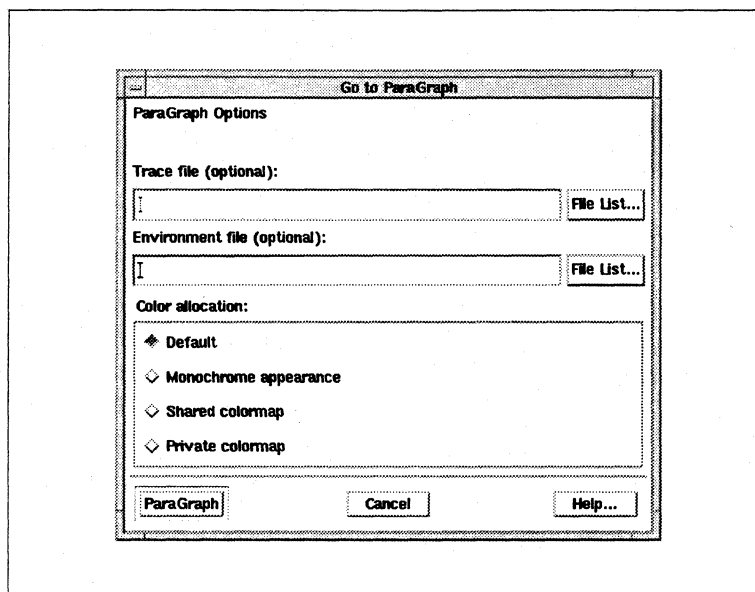 Go to ParaGraph
ParaGraph Options
Trace file (optional):
File List...
Environment file (optional):
File List...
Color allocation:
Default
Monochrome appearance
Shared colormap
Private colormap
ParaGraph
Cancel
Help...